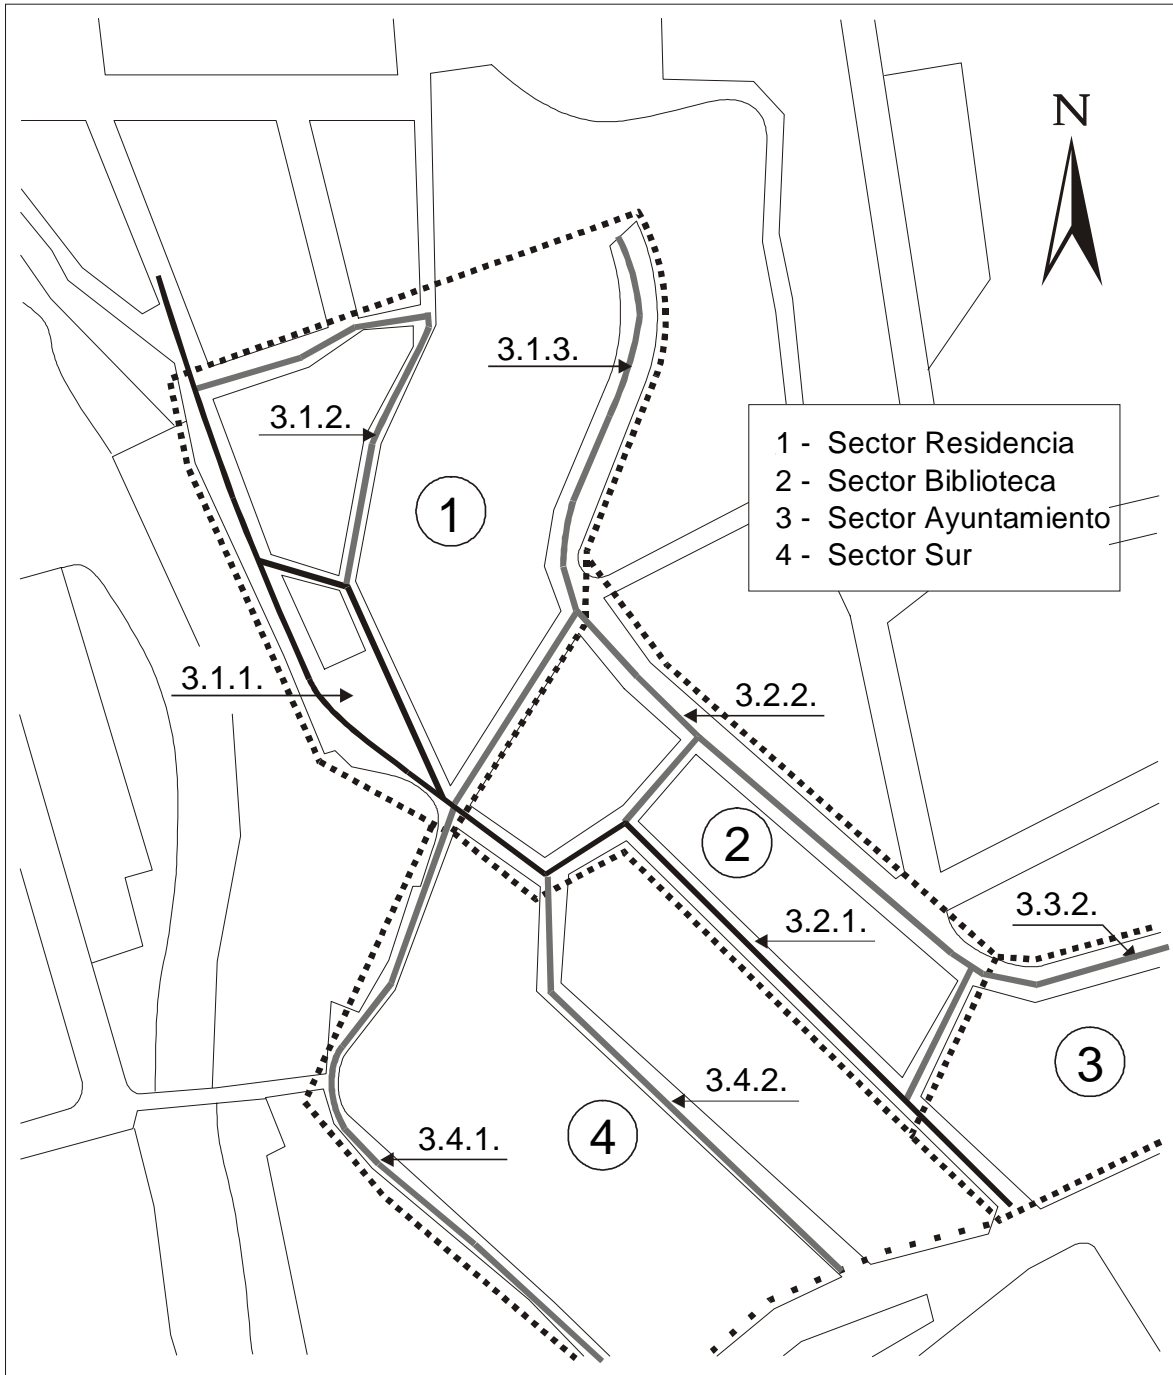 N
3.1.3.
3.1.2.
1 - Sector Residencia
2 - Sector Biblioteca
3 - Sector Ayuntamiento
4 - Sector Sur
1
3.1.1.
3.2.2.
2
3.3.2.
3.2.1.
3
3.4.2.
4
3.4.1.